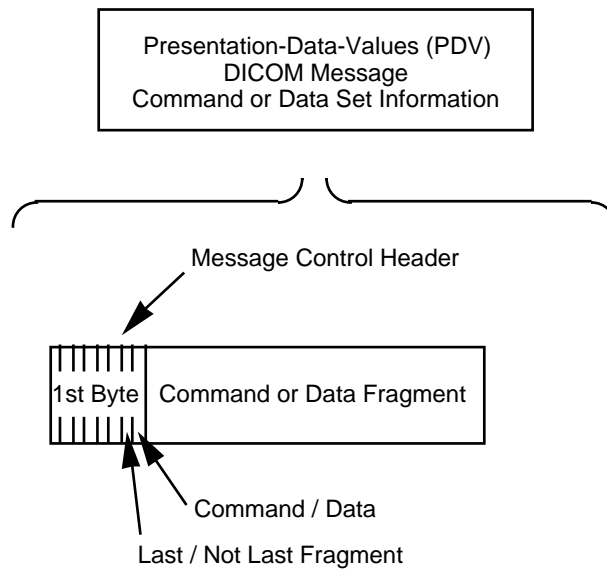 Presentation-Data-Values (PDV)
DICOM Message
Command or Data Set Information
Message Control Header
1st Byte
Command or Data Fragment
Command / Data
Last / Not Last Fragment